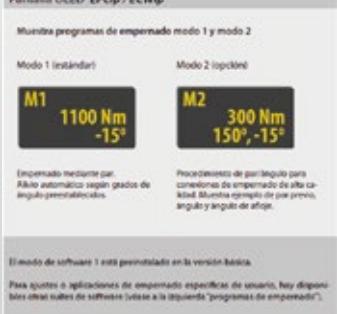 Pantalla OLED
Muestra programas de empernado modo 1 y modo 2
Modo 1 (estándar)
M1
1100 Nm
-15°
Empernado mediante par.
Alivio automático según grados de
ángulo preestablecidos.
Modo 2 (opción)
M2
300 Nm
150°, -15°
Procedimiento de par/ángulo para
conexiones de empernado de alta ca-
lidad. Muestra ejemplo de par previo,
ángulo y ángulo de afloje.
El modo de software 1 está preinstalado en la versión básica.
Para ajustes o aplicaciones de empernado específicas de usuario, hay disponi-
bles otras suites de software (véase a la izquierda "programas de empernado").